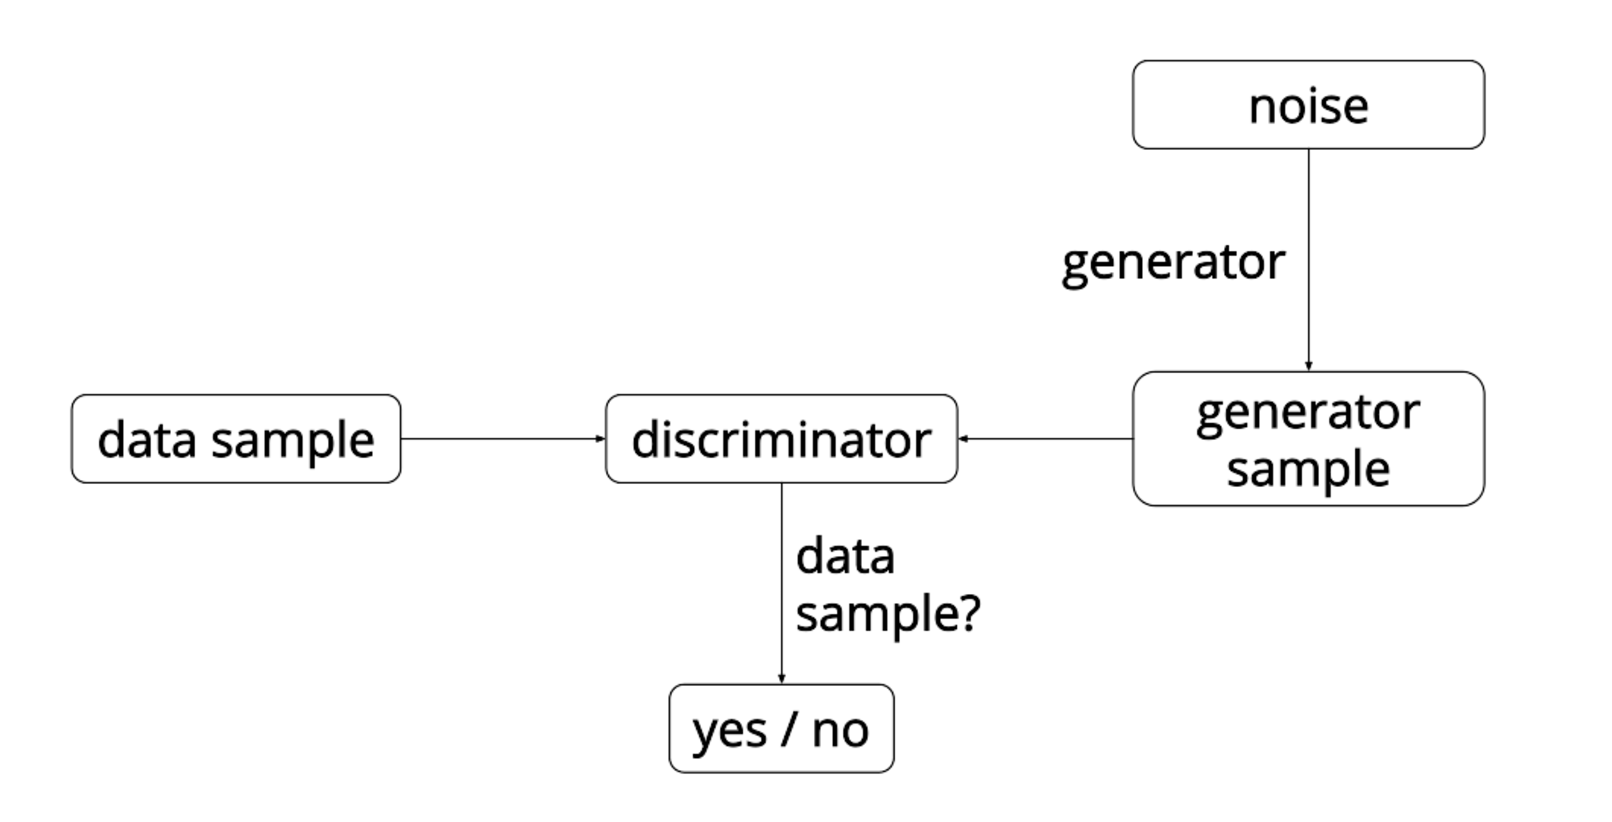 noise
generator
data sample
discriminator
generator
sample
data
sample?
yes / no